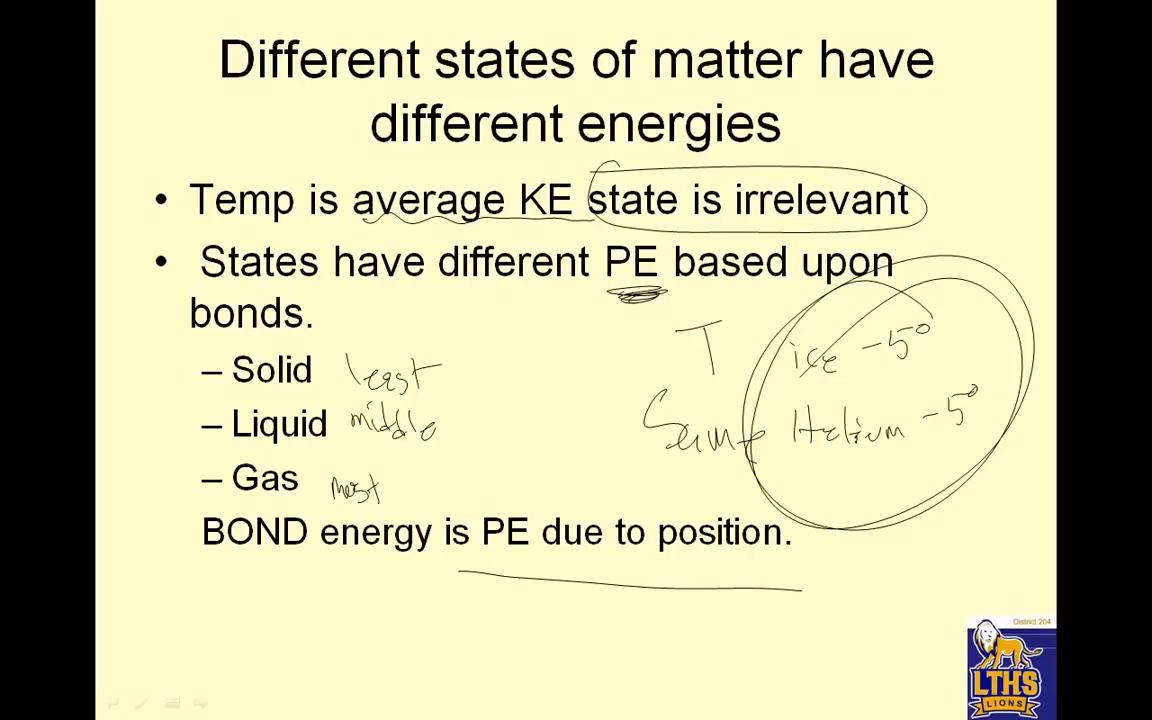 Different states of matter have
different energies
• Temp is average KE state is irrelevant
• States have different PE based upon
bonds.
T ice -5°
– Solid least
– Liquid middle
Same Helium -5°
– Gas most
BOND energy is PE due to position.
District 204
LTHS
LIONS